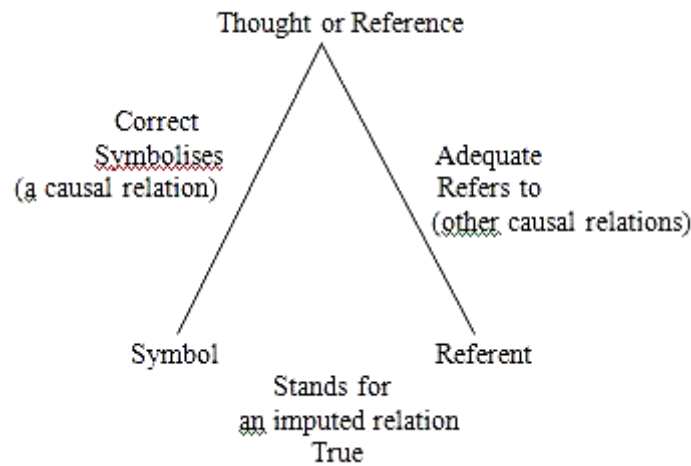 Thought or Reference
Correct
Symbolises
(a causal relation)
Adequate
Refers to
(other causal relations)
Symbol
Referent
Stands for
an imputed relation
True